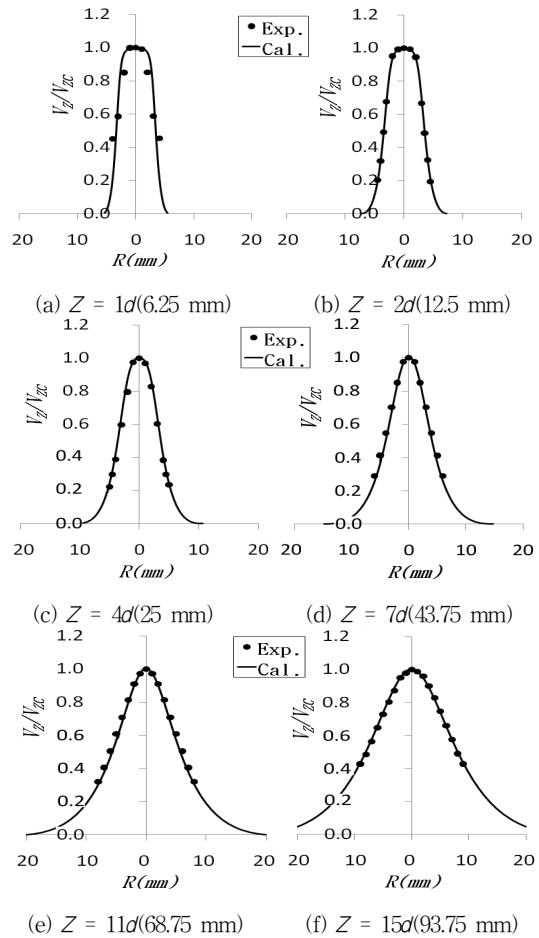 1.2
1.0
0.8
0.6
0.4
0.2
0.0
V_Z/V_ZC
20 10 0 10 20
R(mm)
Exp.
Cal.
1.2
1.0
0.8
0.6
0.4
0.2
0.0
V_Z/V_ZC
20 10 0 10 20
R(mm)
(a) Z = 1d(6.25 mm)
(b) Z = 2d(12.5 mm)
1.2
1.0
0.8
0.6
0.4
0.2
0.0
V_Z/V_ZC
20 10 0 10 20
R(mm)
Exp.
Cal.
1.2
1.0
0.8
0.6
0.4
0.2
0.0
V_Z/V_ZC
20 10 0 10 20
R(mm)
(c) Z = 4d(25 mm)
(d) Z = 7d(43.75 mm)
1.2
1.0
0.8
0.6
0.4
0.2
0.0
V_Z/V_ZC
20 10 0 10 20
R(mm)
Exp.
Cal.
1.2
1.0
0.8
0.6
0.4
0.2
0.0
V_Z/V_ZC
20 10 0 10 20
R(mm)
(e) Z = 11d(68.75 mm)
(f) Z = 15d(93.75 mm)